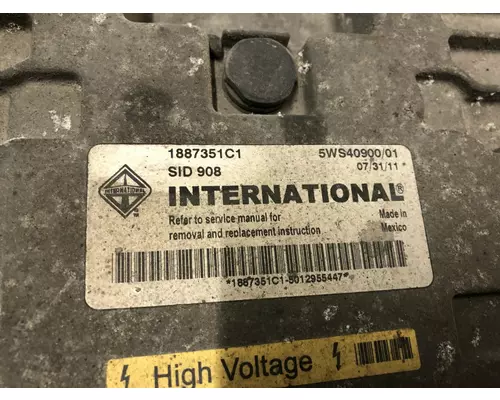 1887351C1 5WS40900/01
SID 908 07/31/11 *
INTERNATIONAL®
INTERNATIONAL
Refer to service manual for
removal and replacement instruction
Made in
Mexico
*1887351C1-5012955447*
High Voltage